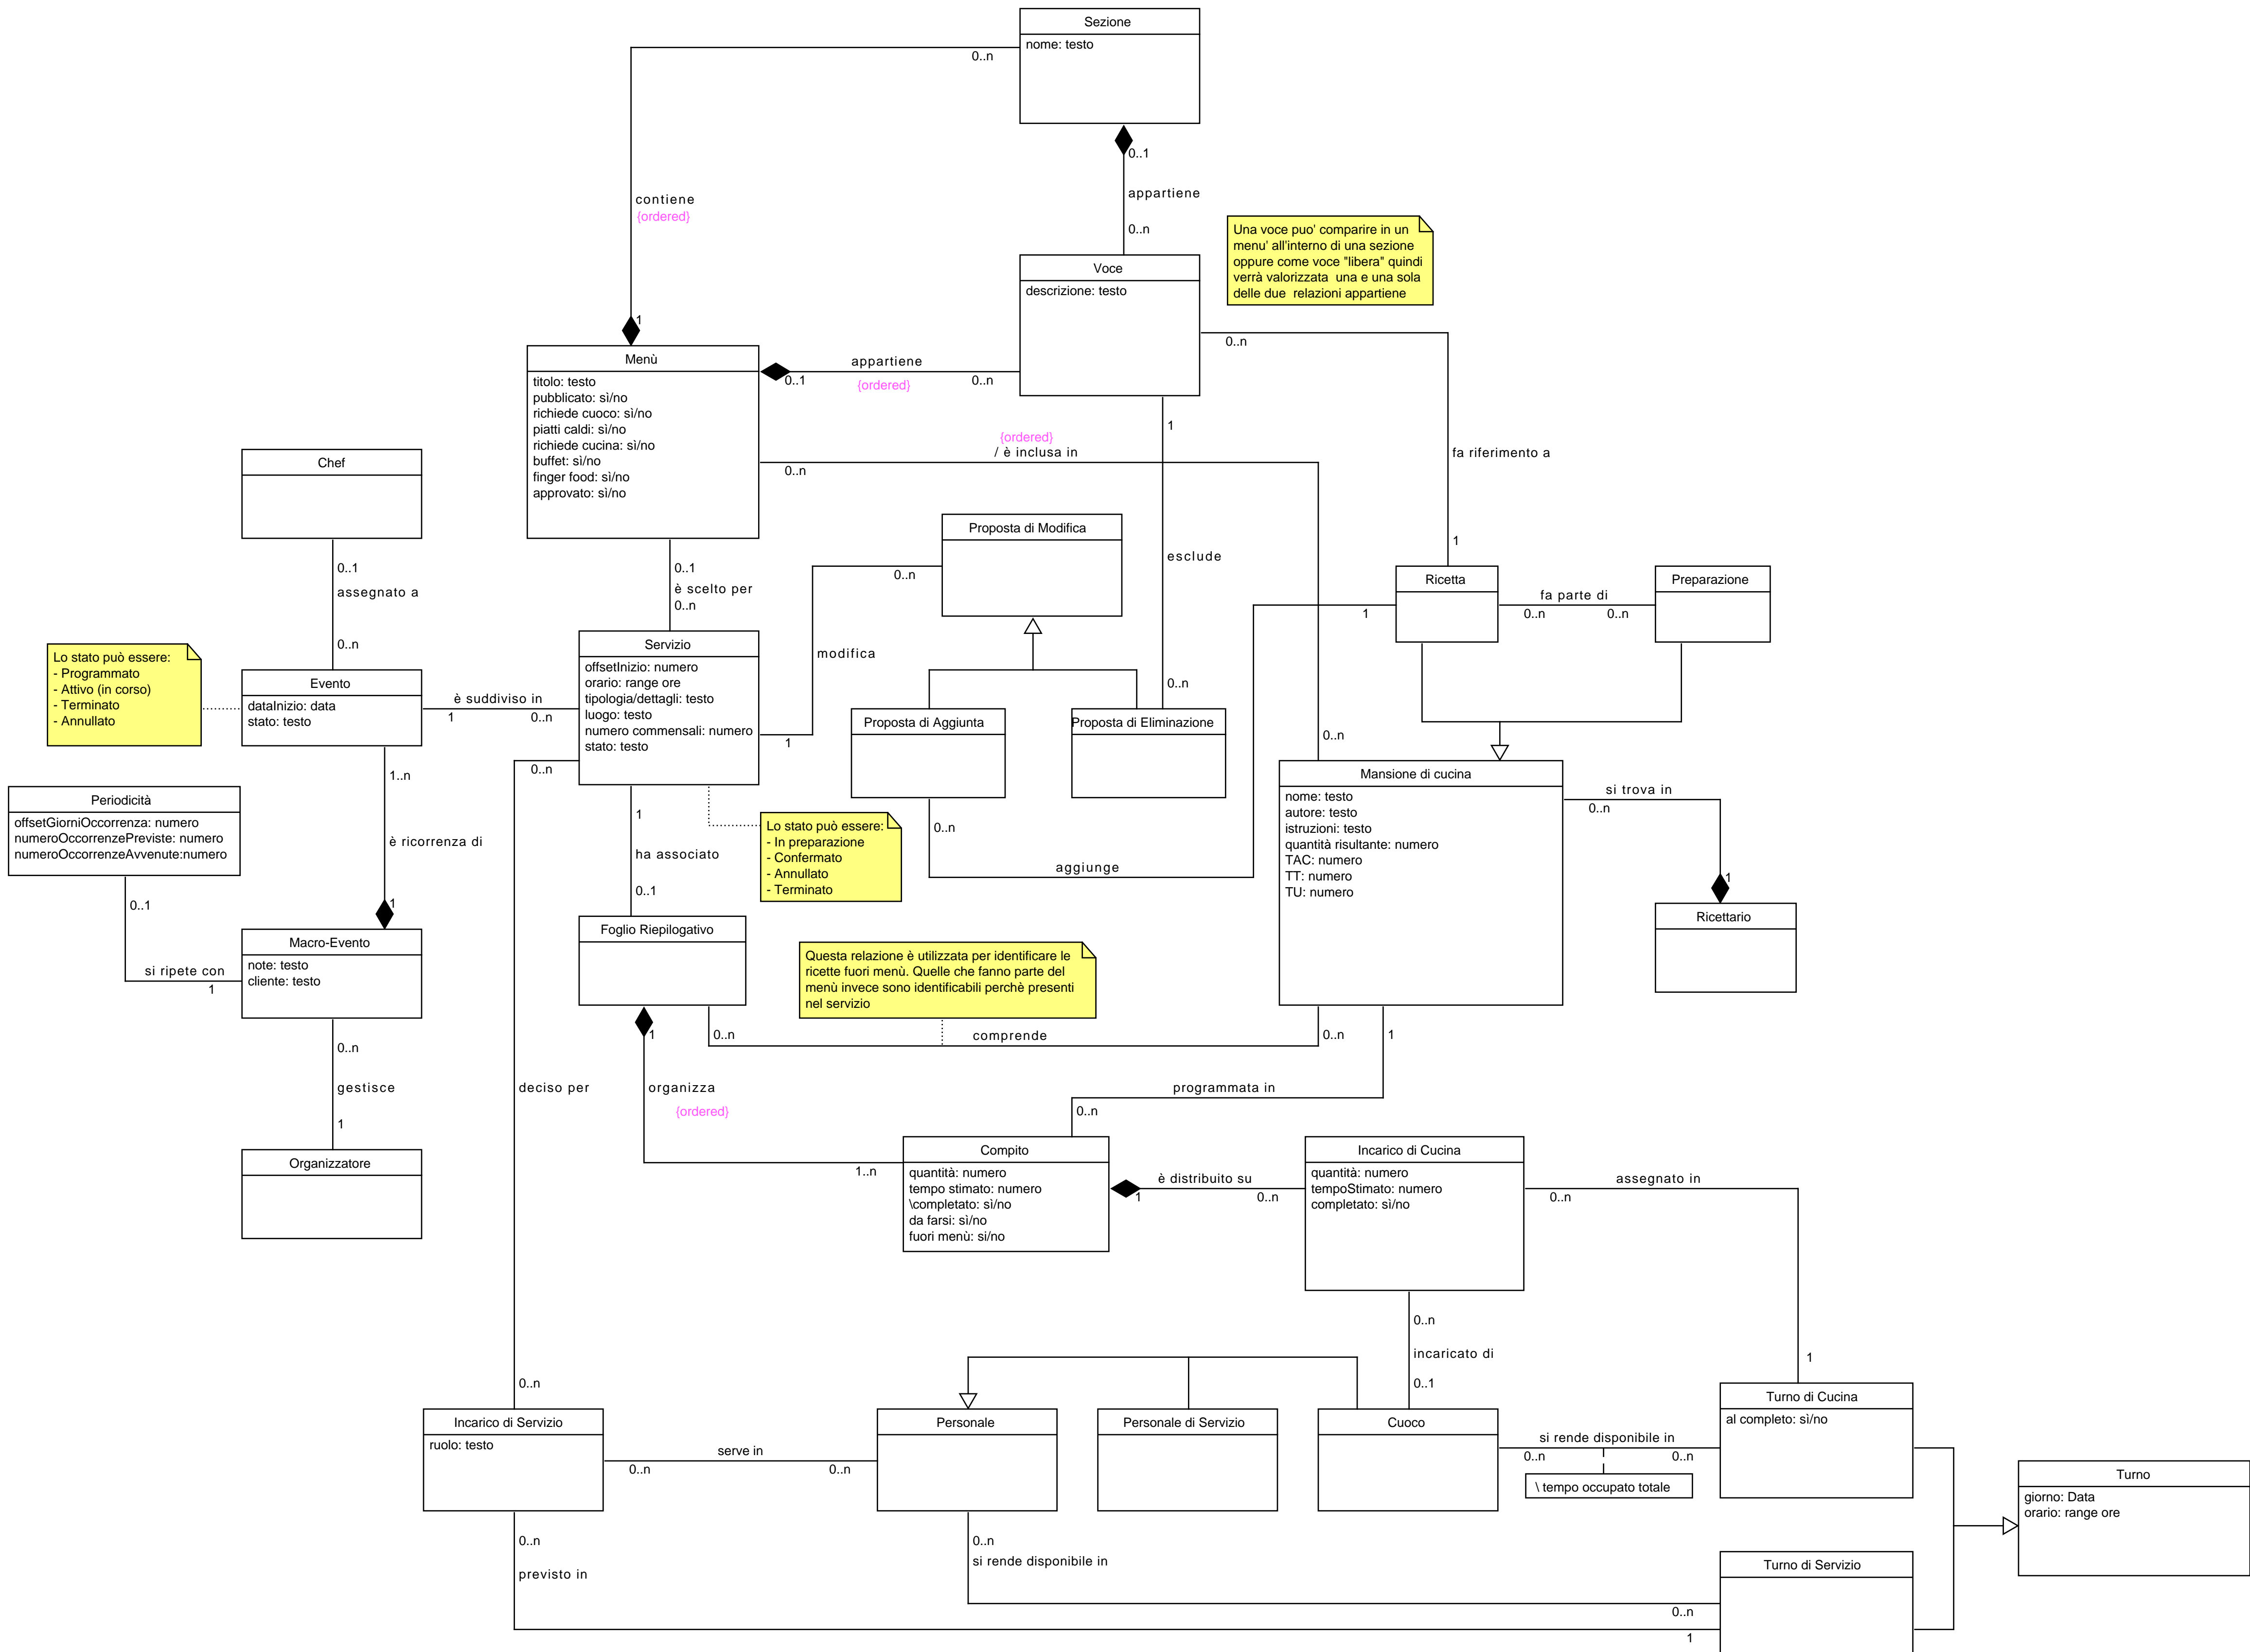 Sezione
nome: testo
0..n
0..1
appartiene
0..n
contiene
{ordered}
1
Una voce puo' comparire in un
menu' all'interno di una sezione
oppure come voce "libera" quindi
verrà valorizzata una e una sola
delle due relazioni appartiene
Voce
descrizione: testo
0..n
1
Menù
titolo: testo
pubblicato: sì/no
richiede cuoco: sì/no
piatti caldi: sì/no
richiede cucina: sì/no
buffet: sì/no
finger food: sì/no
approvato: sì/no
appartiene
0..1
{ordered}
0..n
{ordered}
/ è inclusa in
0..n
fa riferimento a
1
Chef
0..1
assegnato a
0..n
0..1
è scelto per
0..n
Proposta di Modifica
0..n
esclude
0..n
modifica
1
Ricetta
fa parte di
0..n
0..n
Preparazione
1
Lo stato può essere:
- Programmato
- Attivo (in corso)
- Terminato
- Annullato
Evento
dataInizio: data
stato: testo
è suddiviso in
1
0..n
Servizio
offsetInizio: numero
orario: range ore
tipologia/dettagli: testo
luogo: testo
numero commensali: numero
stato: testo
Proposta di Aggiunta
Proposta di Eliminazione
0..n
0..n
1..n
0..n
Mansione di cucina
nome: testo
autore: testo
istruzioni: testo
quantità risultante: numero
TAC: numero
TT: numero
TU: numero
si trova in
0..n
1
Ricettario
Periodicità
offsetGiorniOccorrenza: numero
numeroOccorrenzePreviste: numero
numeroOccorrenzeAvvenute:numero
è ricorrenza di
0..1
1
1
ha associato
0..1
Lo stato può essere:
- In preparazione
- Confermato
- Annullato
- Terminato
aggiunge
Macro-Evento
note: testo
cliente: testo
si ripete con
1
Foglio Riepilogativo
Questa relazione è utilizzata per identificare le
ricette fuori menù. Quelle che fanno parte del
menù invece sono identificabili perchè presenti
nel servizio
1
0..n
comprende
0..n
1
0..n
gestisce
1
deciso per
organizza
{ordered}
programmata in
0..n
Organizzatore
1..n
Compito
quantità: numero
tempo stimato: numero
\completato: sì/no
da farsi: sì/no
fuori menù: si/no
è distribuito su
1
0..n
Incarico di Cucina
quantità: numero
tempoStimato: numero
completato: sì/no
assegnato in
0..n
0..n
incaricato di
0..1
1
0..n
Incarico di Servizio
ruolo: testo
serve in
0..n
0..n
Personale
Personale di Servizio
Cuoco
si rende disponibile in
0..n
0..n
\ tempo occupato totale
Turno di Cucina
al completo: sì/no
Turno
giorno: Data
orario: range ore
0..n
previsto in
0..n
si rende disponibile in
Turno di Servizio
0..n
1